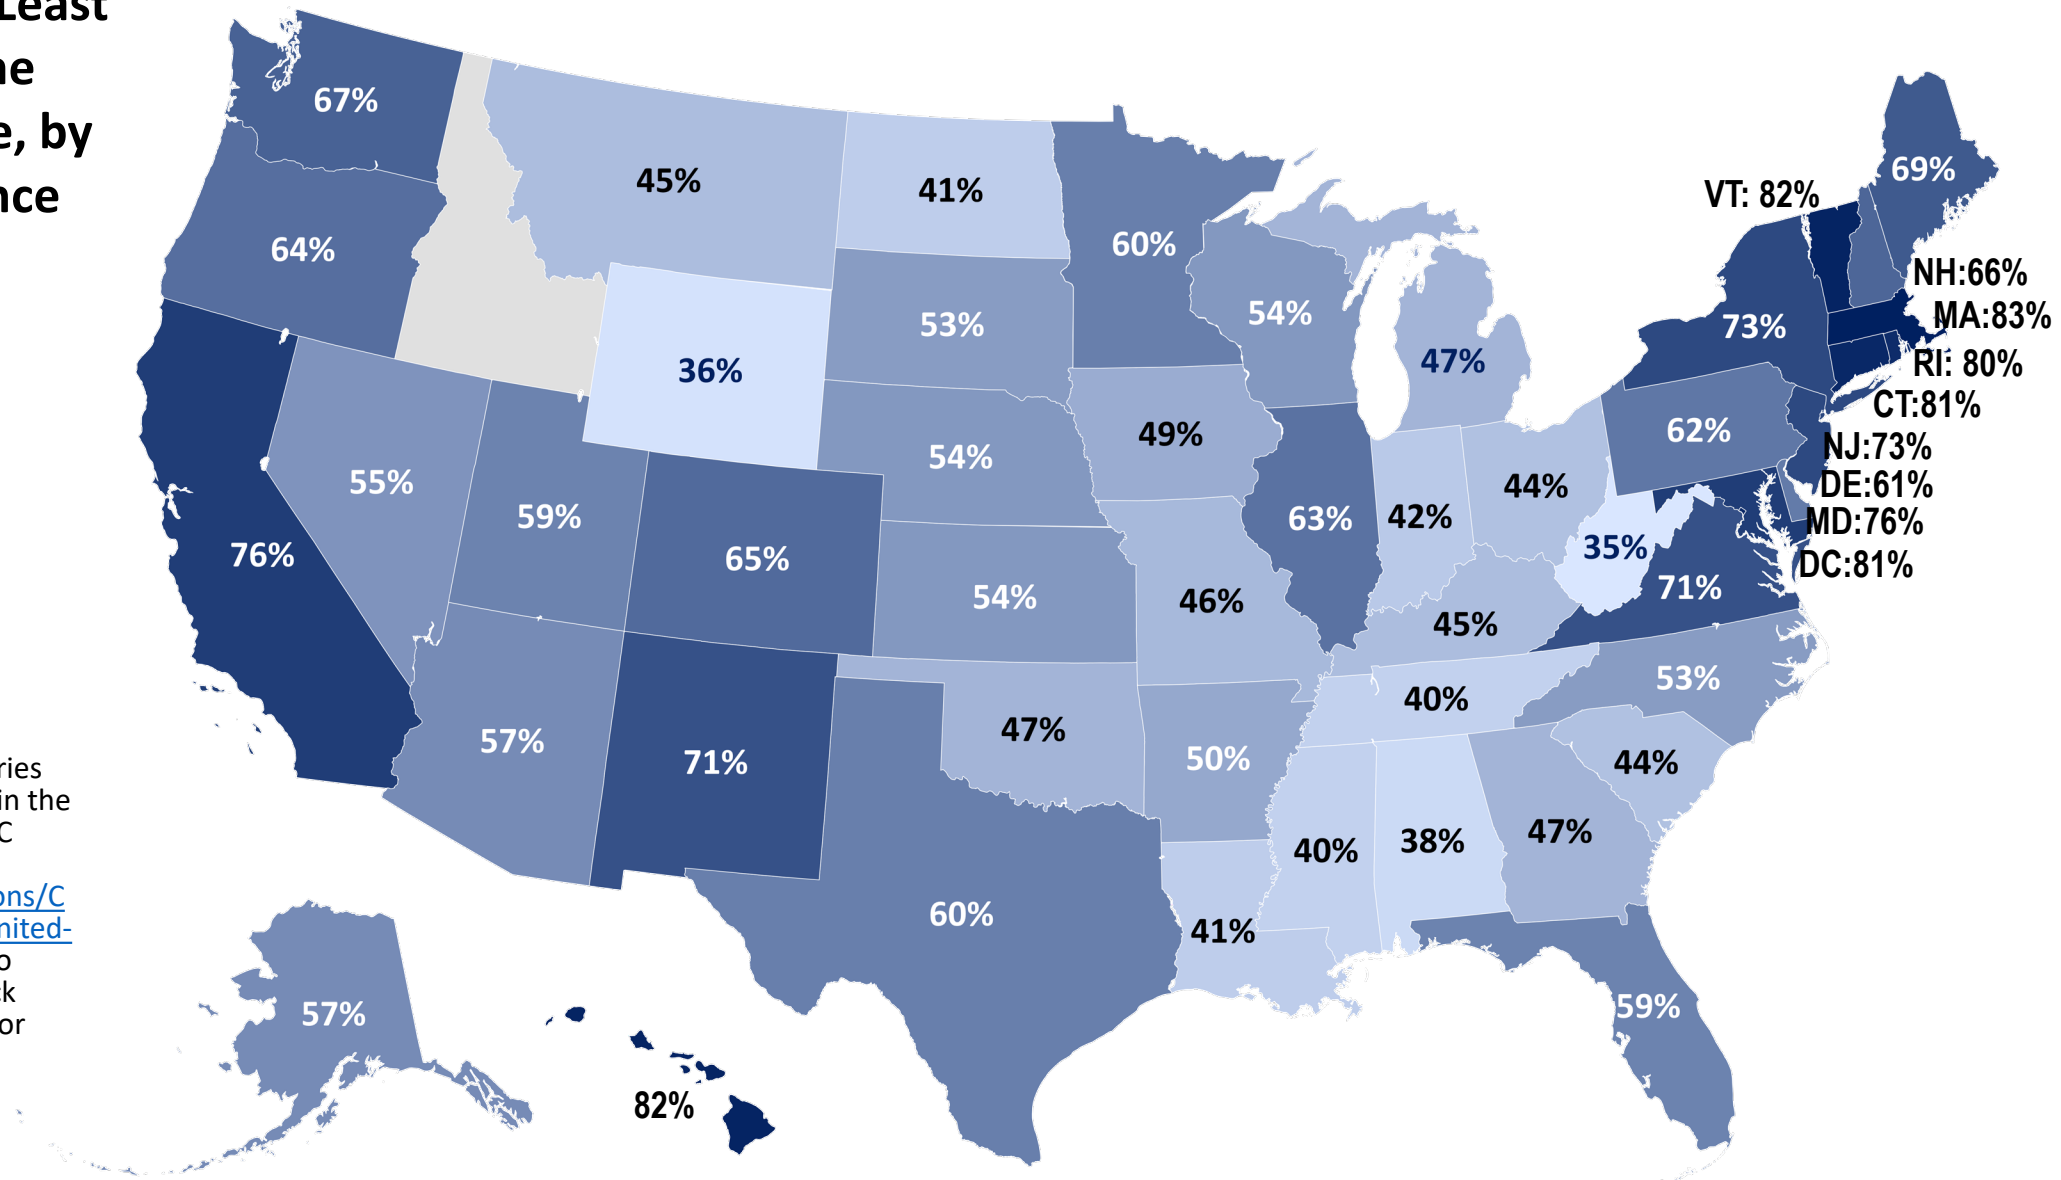 Least
ne
e, by
nce
67%
64%
76%
55%
59%
65%
57%
71%
45%
36%
41%
53%
54%
54%
47%
60%
60%
49%
46%
50%
41%
54%
63%
47%
42%
44%
45%
40%
40%
38%
47%
44%
53%
59%
35%
71%
62%
73%
69%
VT: 82%
NH:66%
MA:83%
RI: 80%
CT:81%
NJ:73%
DE:61%
MD:76%
DC:81%
57%
82%
ries
in the
C
ons/C
nited-
o
ck
or